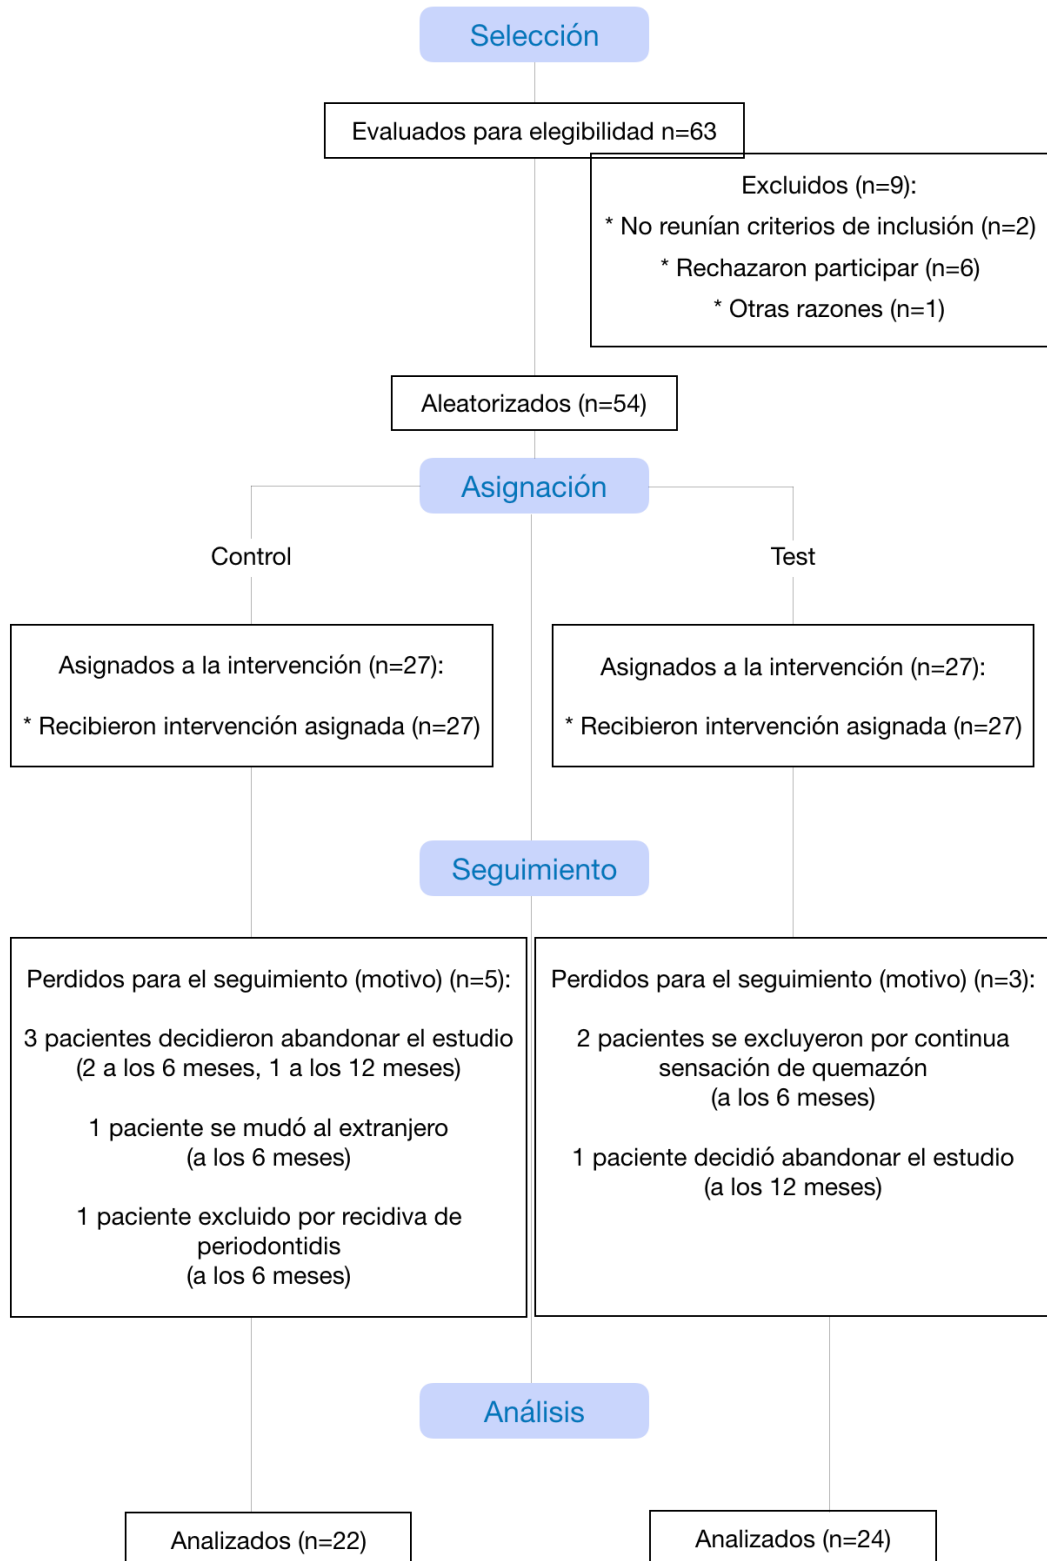 Selección
Evaluados para elegibilidad n=63
Excluidos (n=9):
* No reunían criterios de inclusión (n=2)
* Rechazaron participar (n=6)
* Otras razones (n=1)
Aleatorizados (n=54)
Asignación
Control
Test
Asignados a la intervención (n=27):
* Recibieron intervención asignada (n=27)
Asignados a la intervención (n=27):
* Recibieron intervención asignada (n=27)
Seguimiento
Perdidos para el seguimiento (motivo) (n=5):
3 pacientes decidieron abandonar el estudio
(2 a los 6 meses, 1 a los 12 meses)
1 paciente se mudó al extranjero
(a los 6 meses)
1 paciente excluido por recidiva de
periodontidis
(a los 6 meses)
Perdidos para el seguimiento (motivo) (n=3):
2 pacientes se excluyeron por continua
sensación de quemazón
(a los 6 meses)
1 paciente decidió abandonar el estudio
(a los 12 meses)
Análisis
Analizados (n=22)
Analizados (n=24)